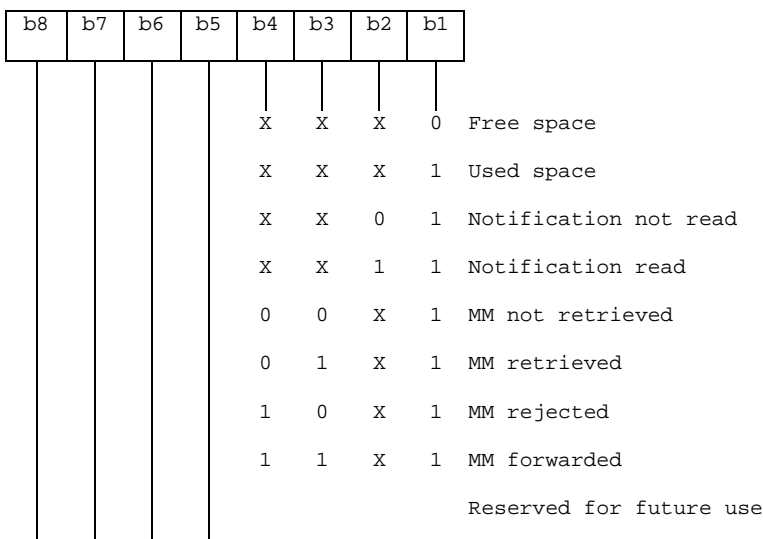 b8 b7 b6 b5 b4 b3 b2 b1
X X X 0 Free space
X X X 1 Used space
X X 0 1 Notification not read
X X 1 1 Notification read
0 0 X 1 MM not retrieved
0 1 X 1 MM retrieved
1 0 X 1 MM rejected
1 1 X 1 MM forwarded
Reserved for future use